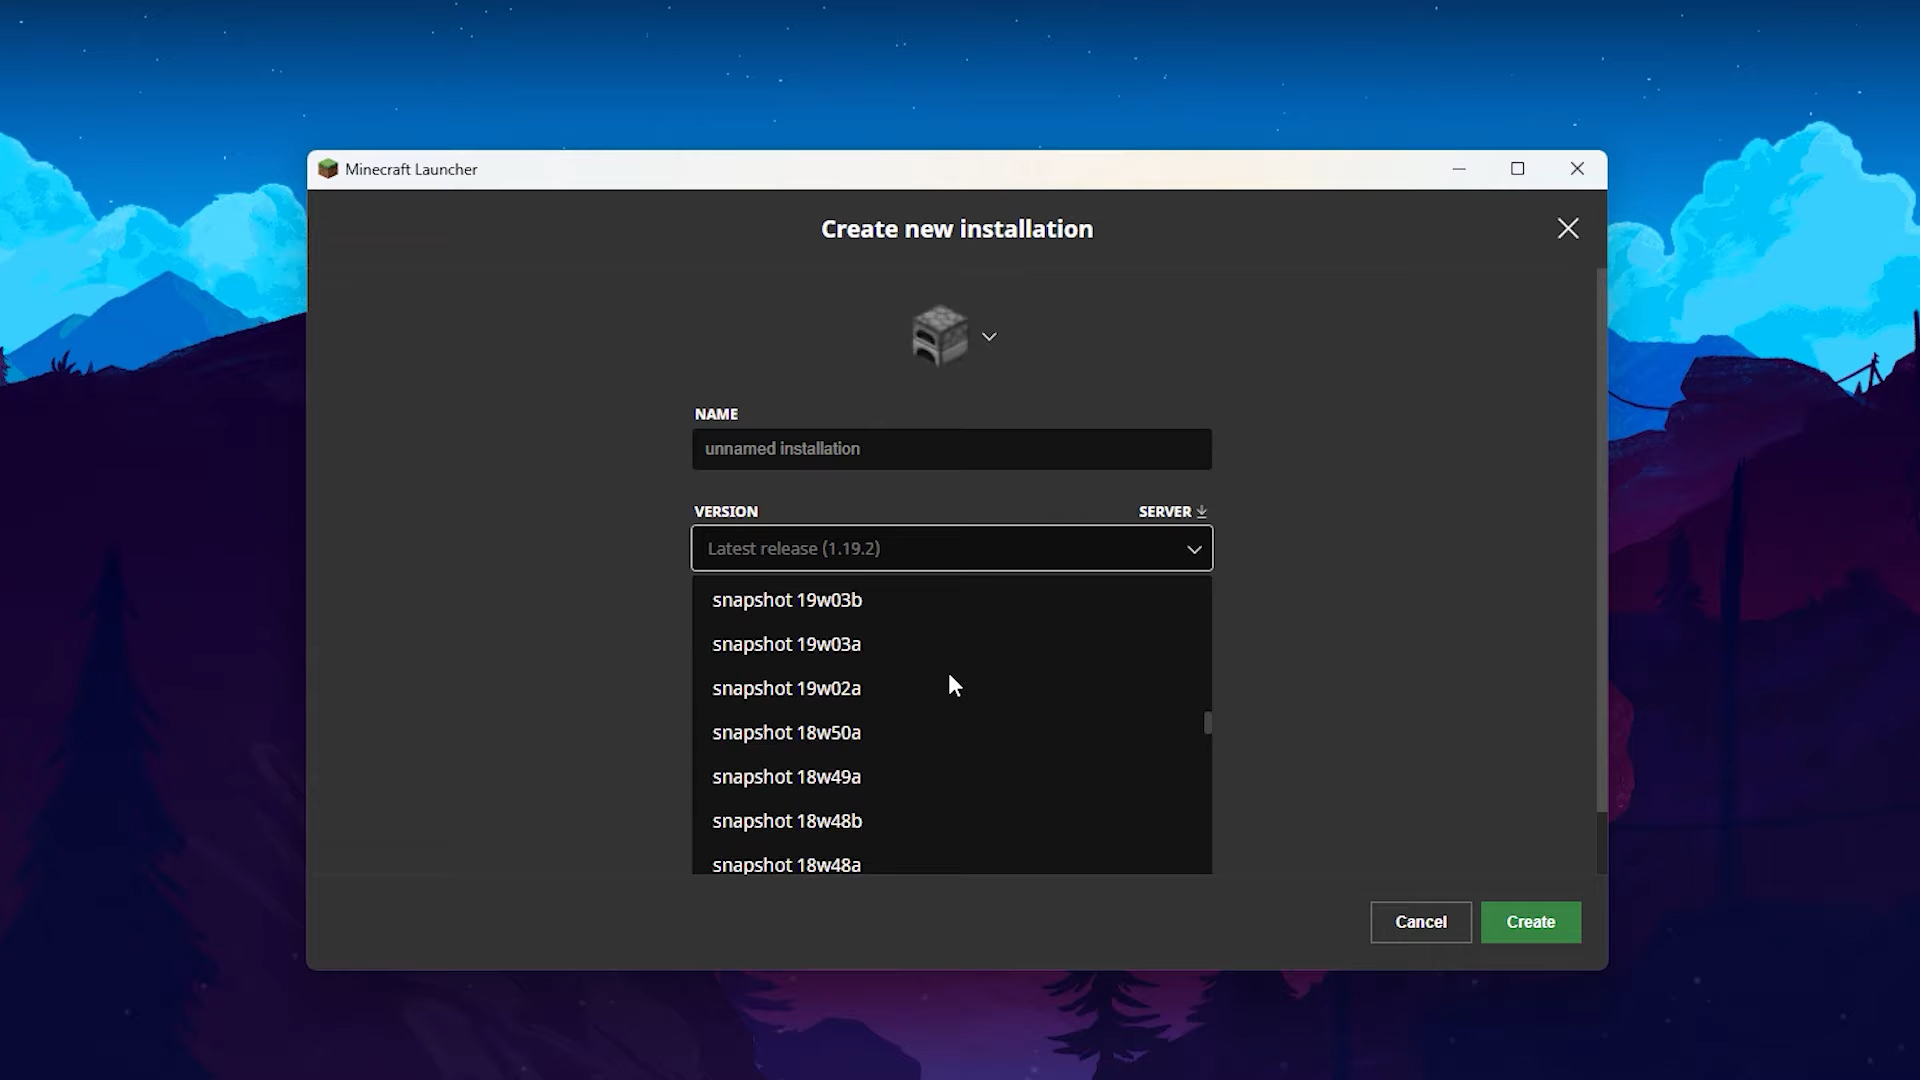 Minecraft Launcher
Create new installation
NAME
unnamed installation
VERSION
SERVER
Latest release (1.19.2)
snapshot 19w03b
snapshot 19w03a
snapshot 19w02a
snapshot 18w50a
snapshot 18w49a
snapshot 18w48b
snapshot 18w48a
Cancel
Create